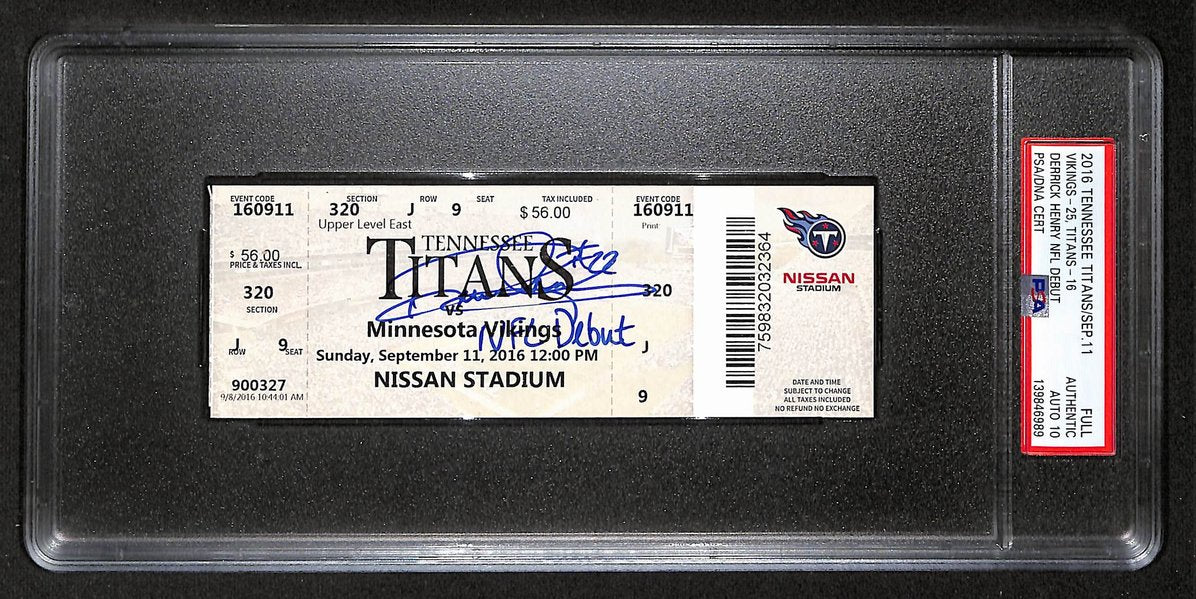 EVENT CODE
160911
$ 56.00
PRICE & TAXES INCL.
320
SECTION
J 9
ROW SEAT
900327
9/8/2016 10:44:01 AM
SECTION ROW SEAT TAX INCLUDED
320 J 9 $ 56.00
Upper Level East
TENNESSEE
TITANS
VS
Minnesota Vikings
Sunday, September 11, 2016 12:00 PM
NISSAN STADIUM
#22
NFL Debut
EVENT CODE
160911
Print
320
J
9
759832032364
T
NISSAN
STADIUM
DATE AND TIME
SUBJECT TO CHANGE
ALL TAXES INCLUDED
NO REFUND NO EXCHANGE
2016 TENNESSEE TITANS/SEP.11 FULL
VIKINGS-25, TITANS-16 AUTHENTIC
DERRICK HENRY NFL DEBUT AUTO 10
PSA/DNA CERT 139846989
PSA